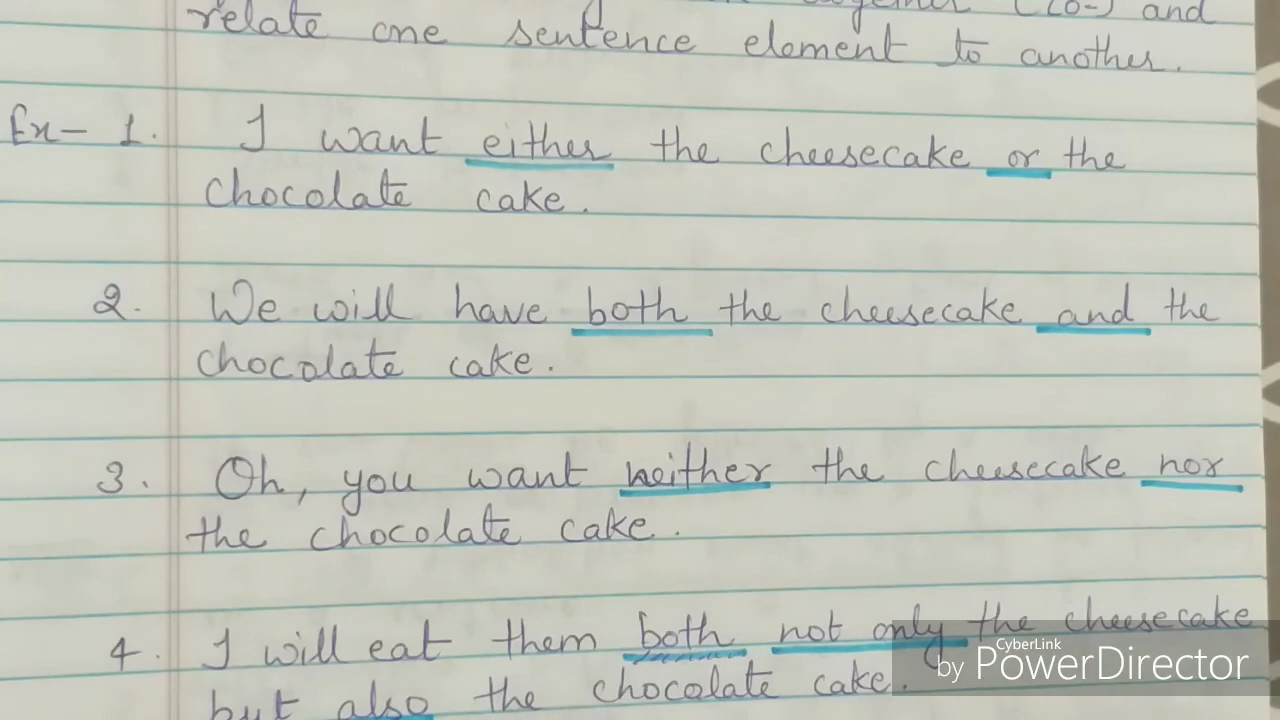 (co-) and
relate one sentence element to another.
Ex- 1. I want either the cheesecake or the
chocolate cake.
2. We will have both the cheesecake and the
chocolate cake.
3. Oh, you want neither the cheesecake nor
the chocolate cake.
4. I will eat them both not only the cheesecake
but also the chocolate cake.
CyberLink
by PowerDirector